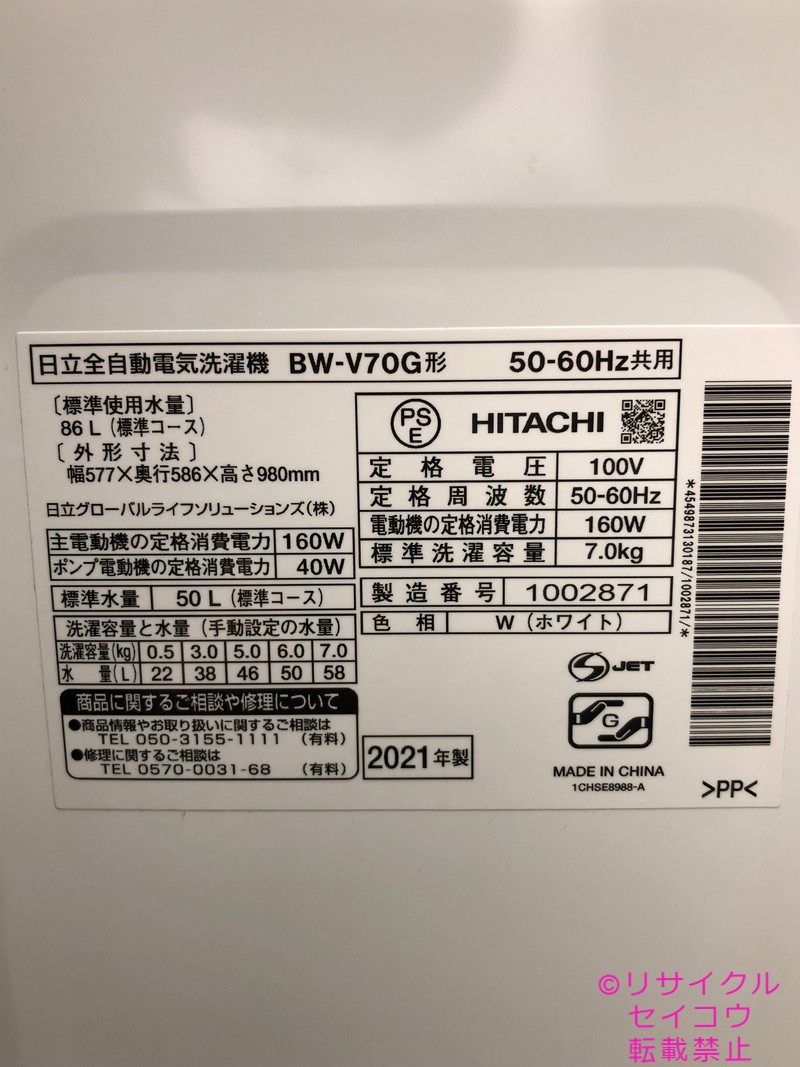 日立全自動電気洗濯機 BW-V70G形 50-60Hz共用
〔標準使用水量〕
86 L (標準コース)
〔外形寸法〕
幅577×奥行586×高さ980mm
日立グローバルライフソリューションズ(株)
主電動機の定格消費電力 160W
ポンプ電動機の定格消費電力 40W
標準水量 50 L (標準コース)
洗濯容量と水量 (手動設定の水量)
洗濯容量(kg) 0.5 3.0 5.0 6.0 7.0
水量(L) 22 38 46 50 58
商品に関するご相談や修理について
●商品情報やお取り扱いに関するご相談は
TEL 050-3155-1111 (有料)
●修理に関するご相談は
TEL 0570-0031-68 (有料)
PS
E
HITACHI
定格電圧 100V
定格周波数 50-60Hz
電動機の定格消費電力 160W
標準洗濯容量 7.0kg
製造番号 1002871
色相 W (ホワイト)
S JET
G
2021年製
MADE IN CHINA
1CHSE8988-A
>PP<
*4549873130187/1002871/*
©リサイクル
セイコウ
転載禁止